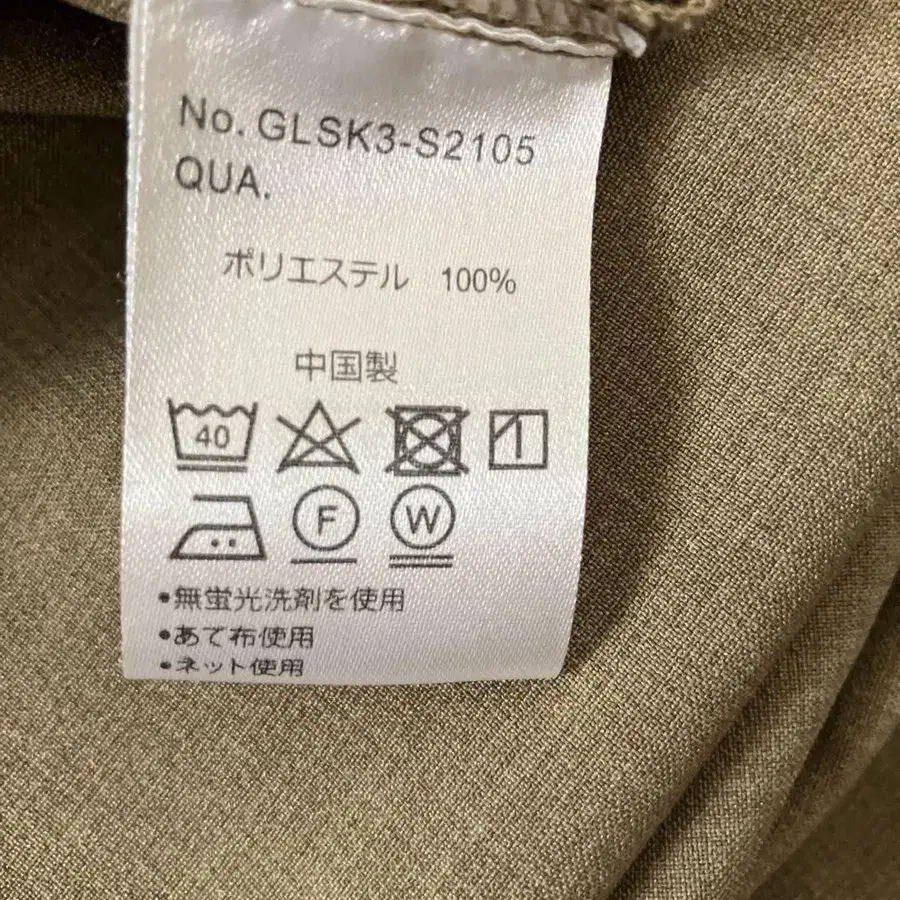 No. GLSK3-S2105
QUA.
ポリエステル 100%
中国製
40
F W
•無蛍光洗剤を使用
•あて布使用
•ネット使用